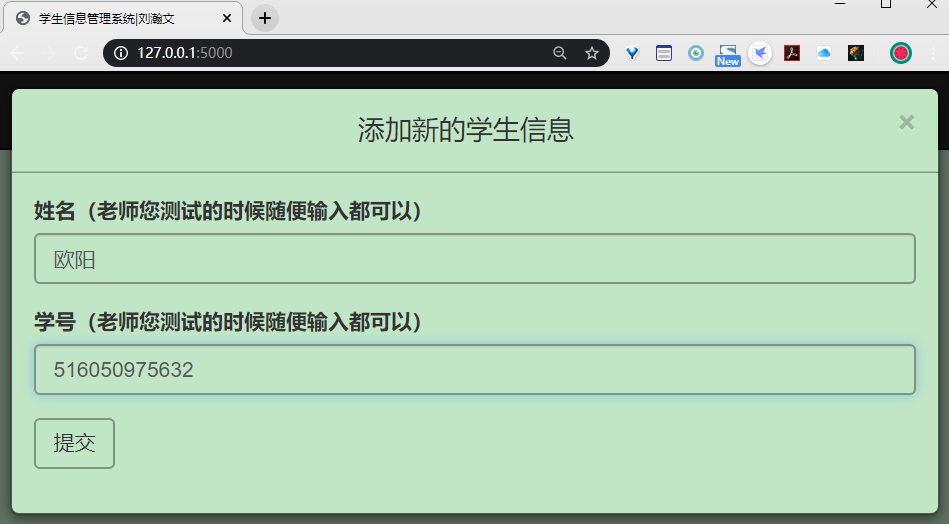 学生信息管理系统|刘瀚文
127.0.0.1:5000
New
添加新的学生信息
姓名（老师您测试的时候随便输入都可以）
欧阳
学号（老师您测试的时候随便输入都可以）
516050975632
提交